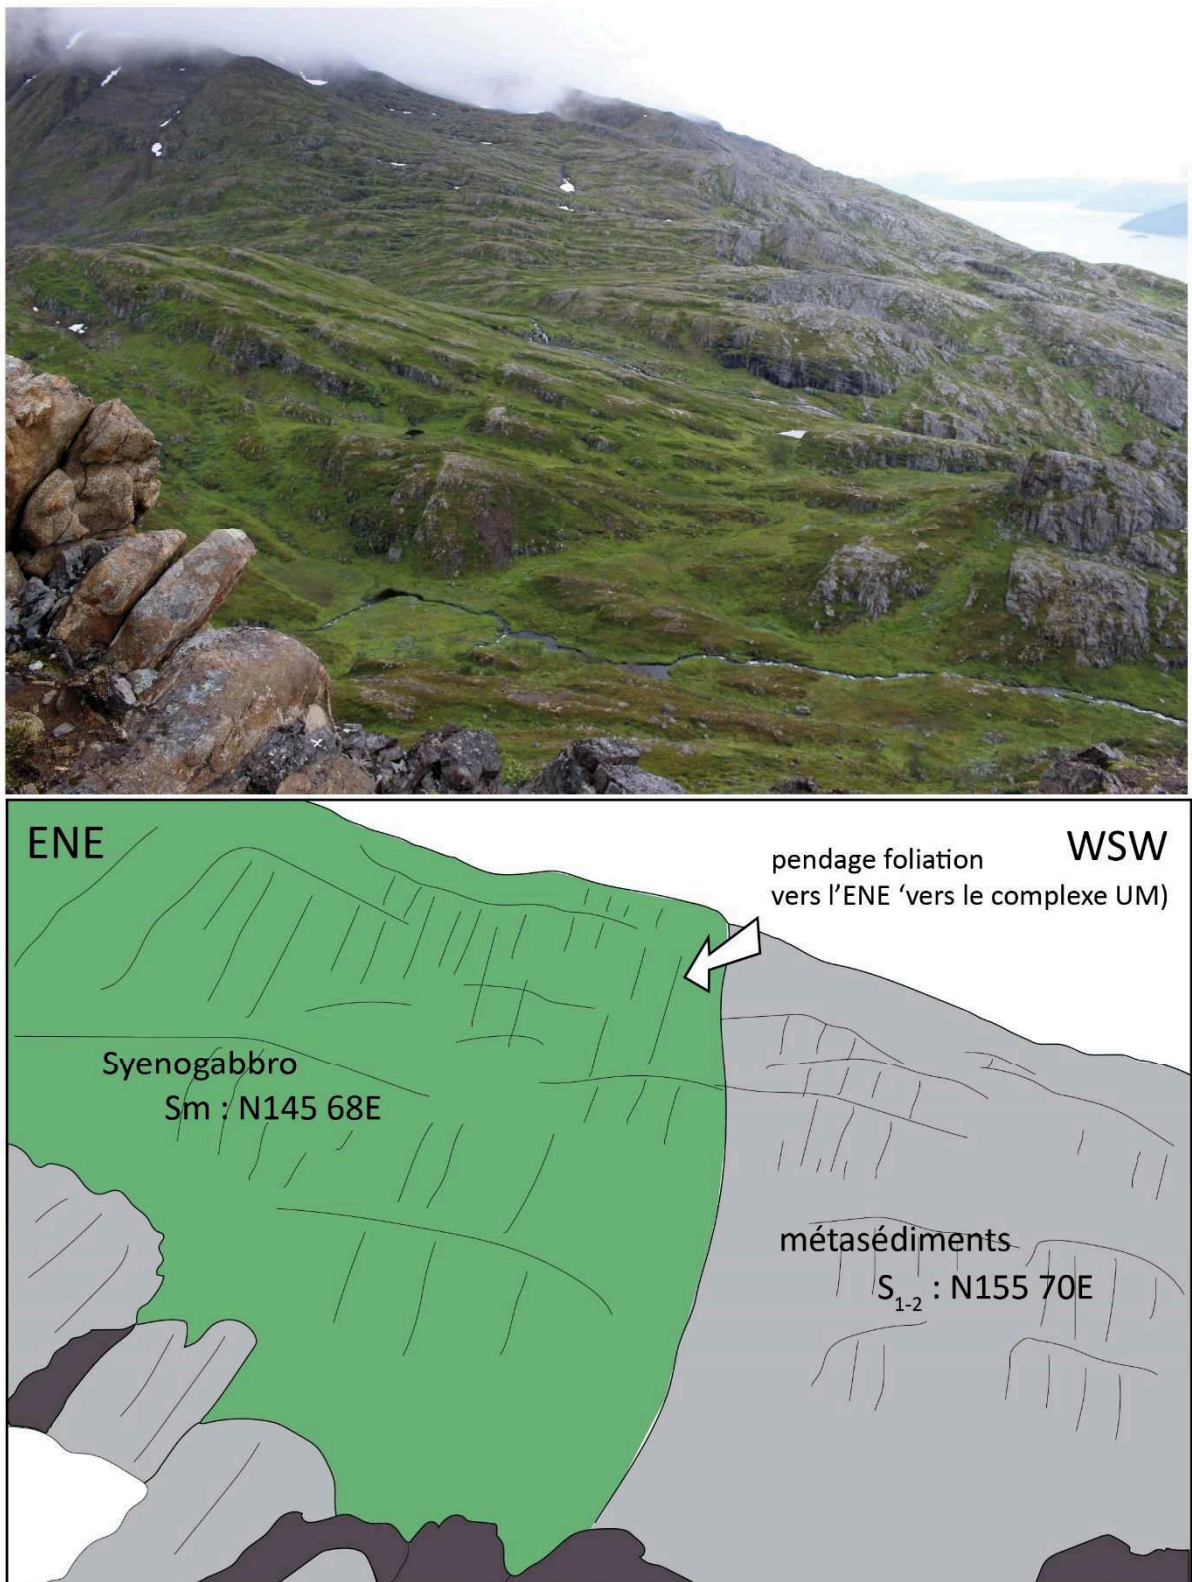 ENE
WSW
pendage foliation
vers l'ENE ‘vers le complexe UM)
Syenogabbro
Sm : N145 68E
métasédiments
S1-2 : N155 70E